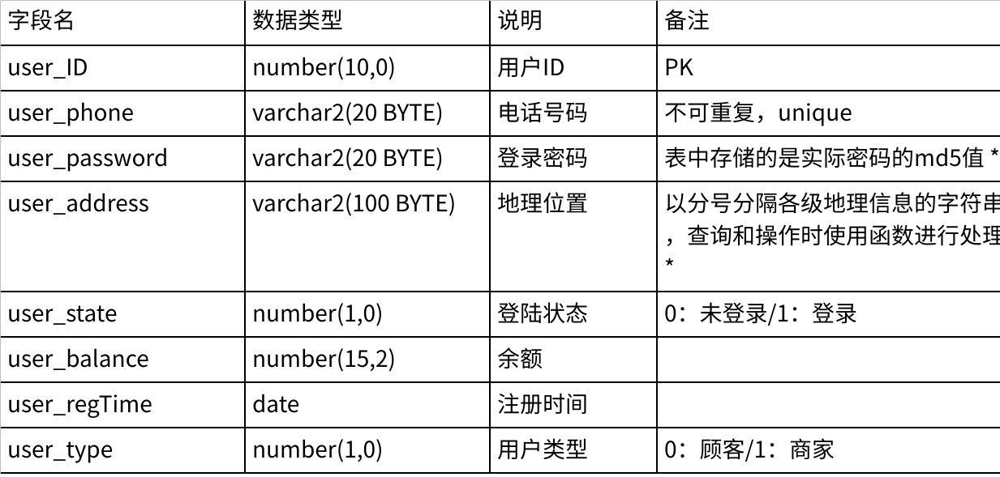 字段名 数据类型 说明 备注
user_ID number(10,0) 用户ID PK
user_phone varchar2(20 BYTE) 电话号码 不可重复，unique
user_password varchar2(20 BYTE) 登录密码 表中存储的是实际密码的md5值 *
user_address varchar2(100 BYTE) 地理位置 以分号分隔各级地理信息的字符串
，查询和操作时使用函数进行处理
*
user_state number(1,0) 登陆状态 0：未登录/1：登录
user_balance number(15,2) 余额
user_regTime date 注册时间
user_type number(1,0) 用户类型 0：顾客/1：商家